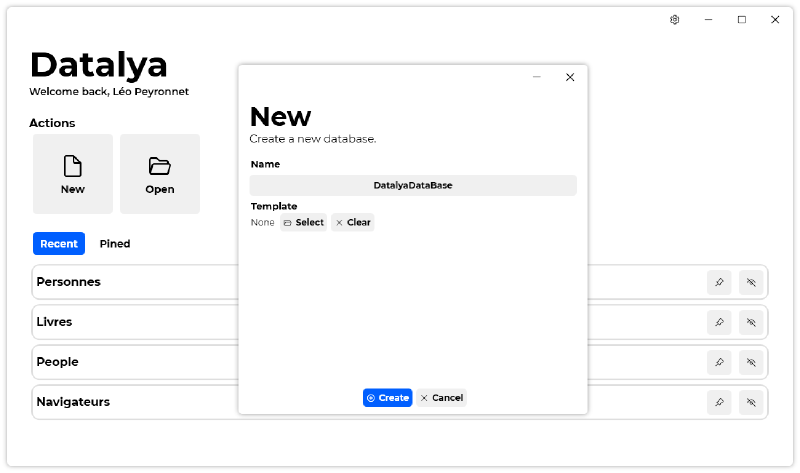 Datalya
Welcome back, Léo Peyronnet
Actions
New
Open
Recent
Pined
Personnes
Livres
People
Navigateurs
New
Create a new database.
Name
DatalyaDataBase
Template
None
Select
Clear
Create
Cancel